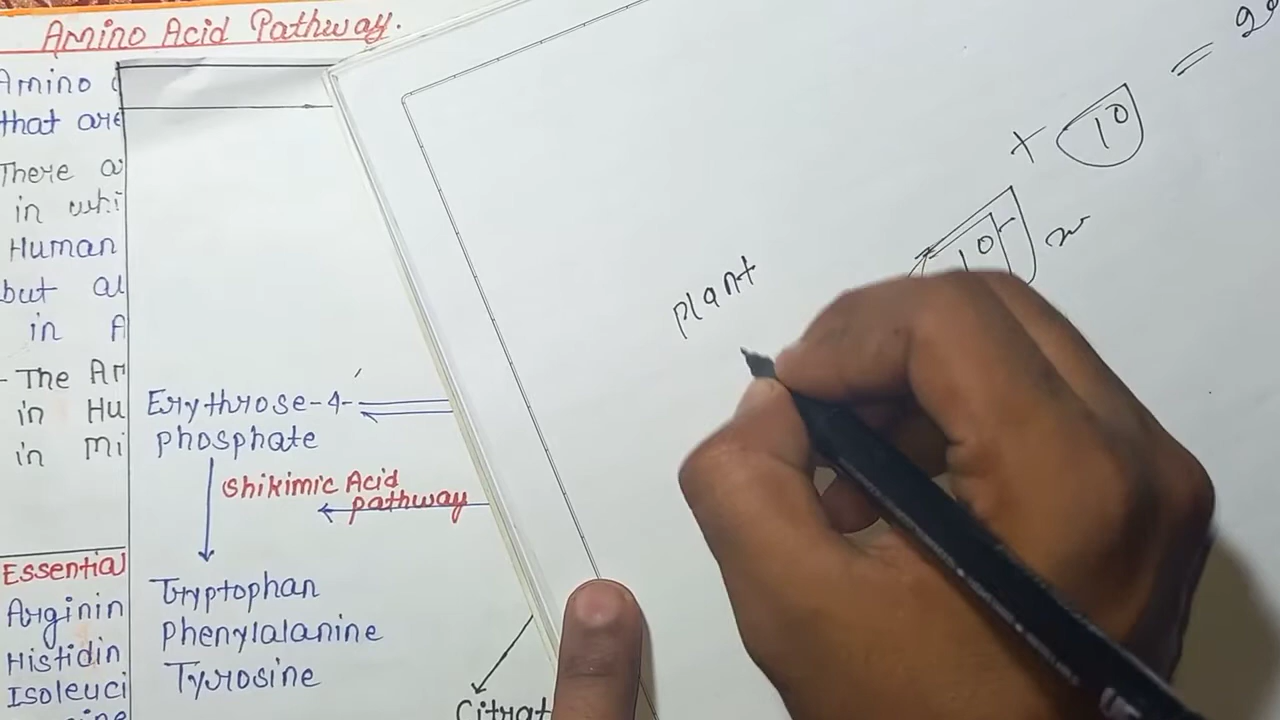 Amino Acid Pathway.
Amino
that are
There
in whi
Human
but
in A
- The Am
in Hu
in mi
Essential
Arginin
Histidin
Isoleuci
Erythrose-4-
phosphate
Shikimic Acid
pathway
Tryptophan
Phenylalanine
Tyrosine
Citrat
Plant
10
+ 10 =